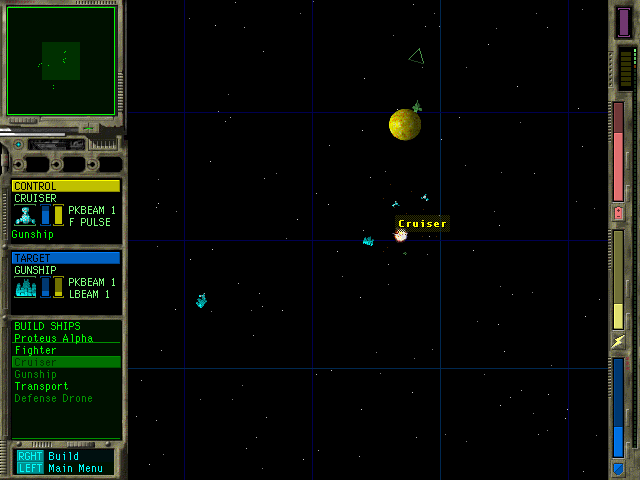 CONTROL
CRUISER
PKBEAM 1
F PULSE
Gunship
TARGET
GUNSHIP
PKBEAM 1
LBEAM 1
BUILD SHIPS
Proteus Alpha
Fighter
Cruiser
Gunship
Transport
Defense Drone
RGHT Build
LEFT Main Menu
Cruiser